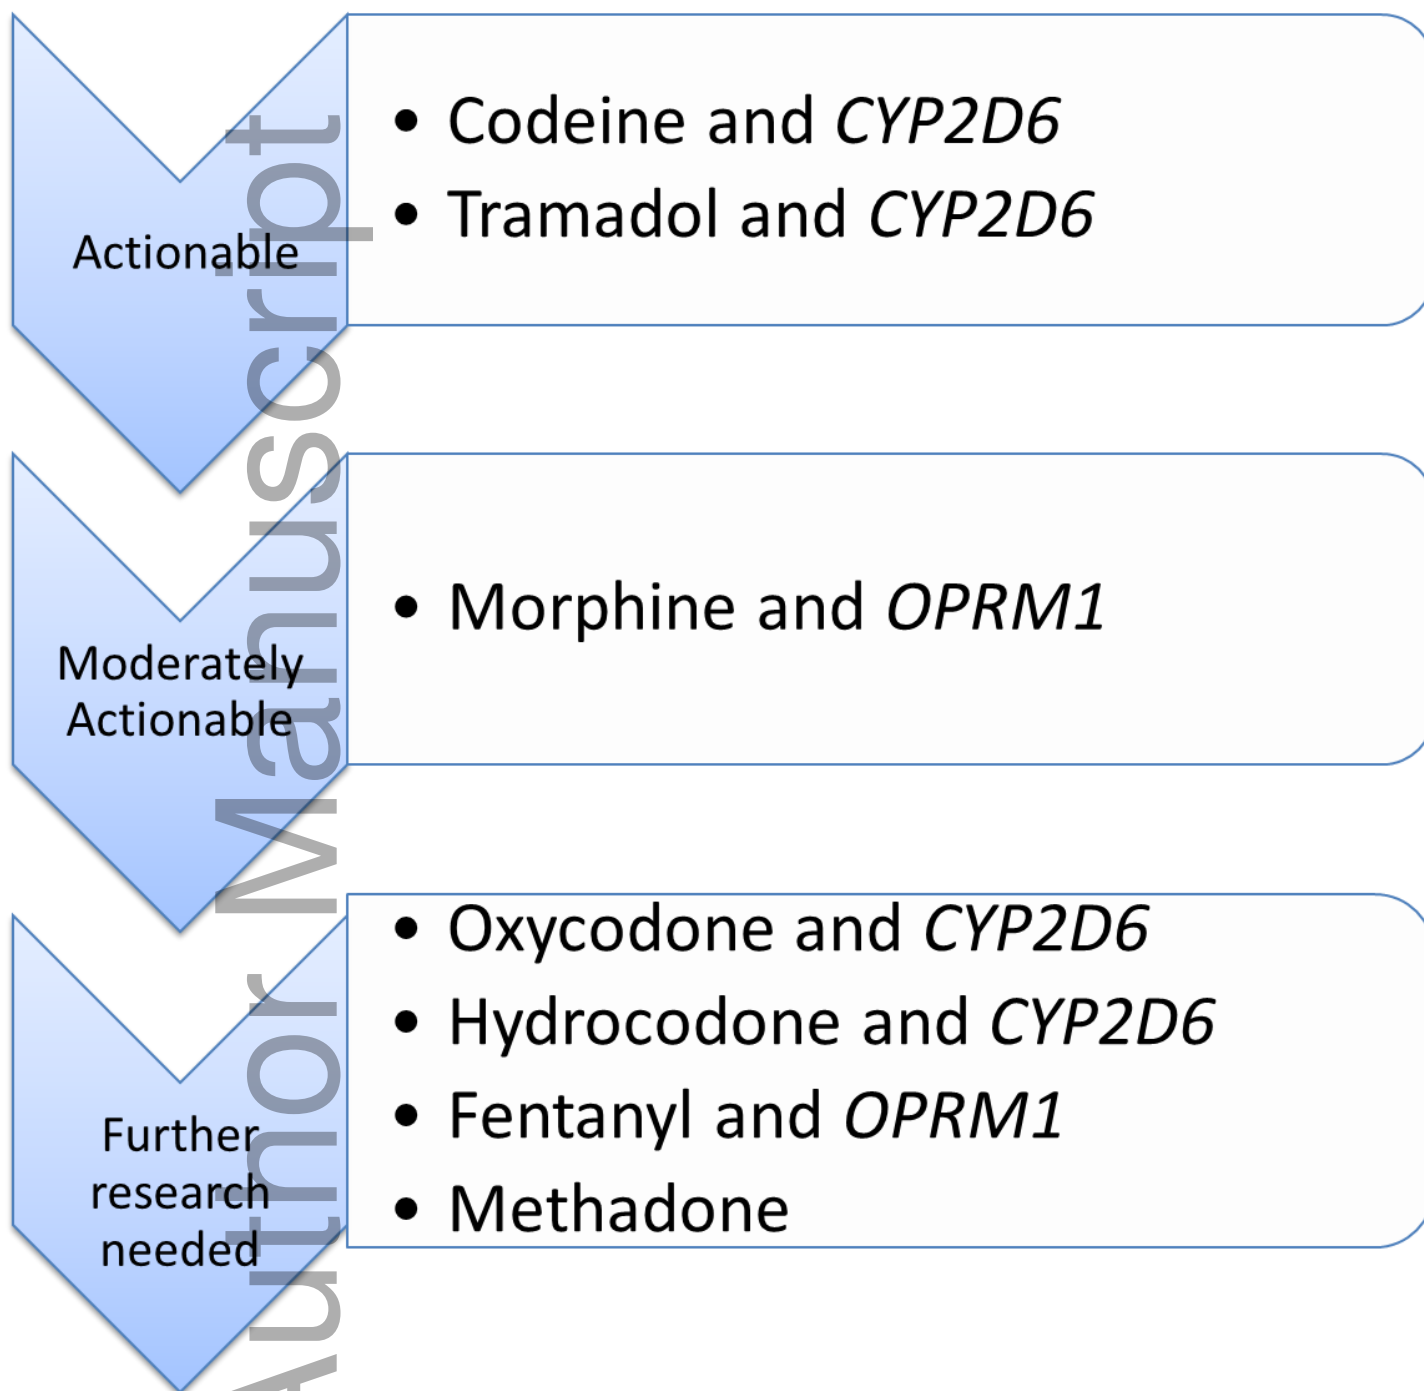 Actionable
• Codeine and CYP2D6
• Tramadol and CYP2D6
Moderately
Actionable
• Morphine and OPRM1
Further
research
needed
• Oxycodone and CYP2D6
• Hydrocodone and CYP2D6
• Fentanyl and OPRM1
• Methadone
Author Manuscript